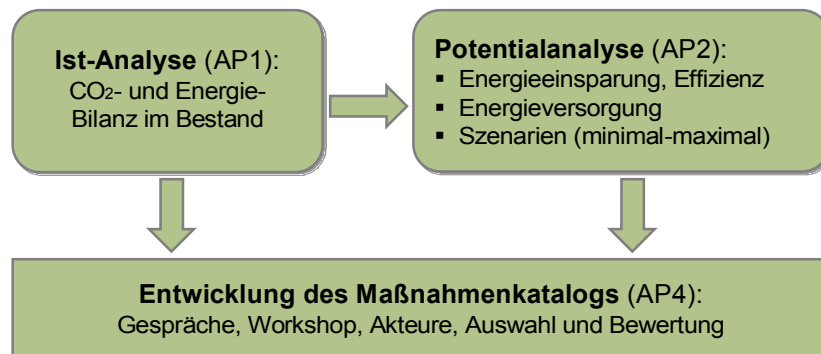 Ist-Analyse (AP1):
CO2- und Energie-
Bilanz im Bestand
Potentialanalyse (AP2):
▪ Energieeinsparung, Effizienz
▪ Energieversorgung
▪ Szenarien (minimal-maximal)
Entwicklung des Maßnahmenkatalogs (AP4):
Gespräche, Workshop, Akteure, Auswahl und Bewertung